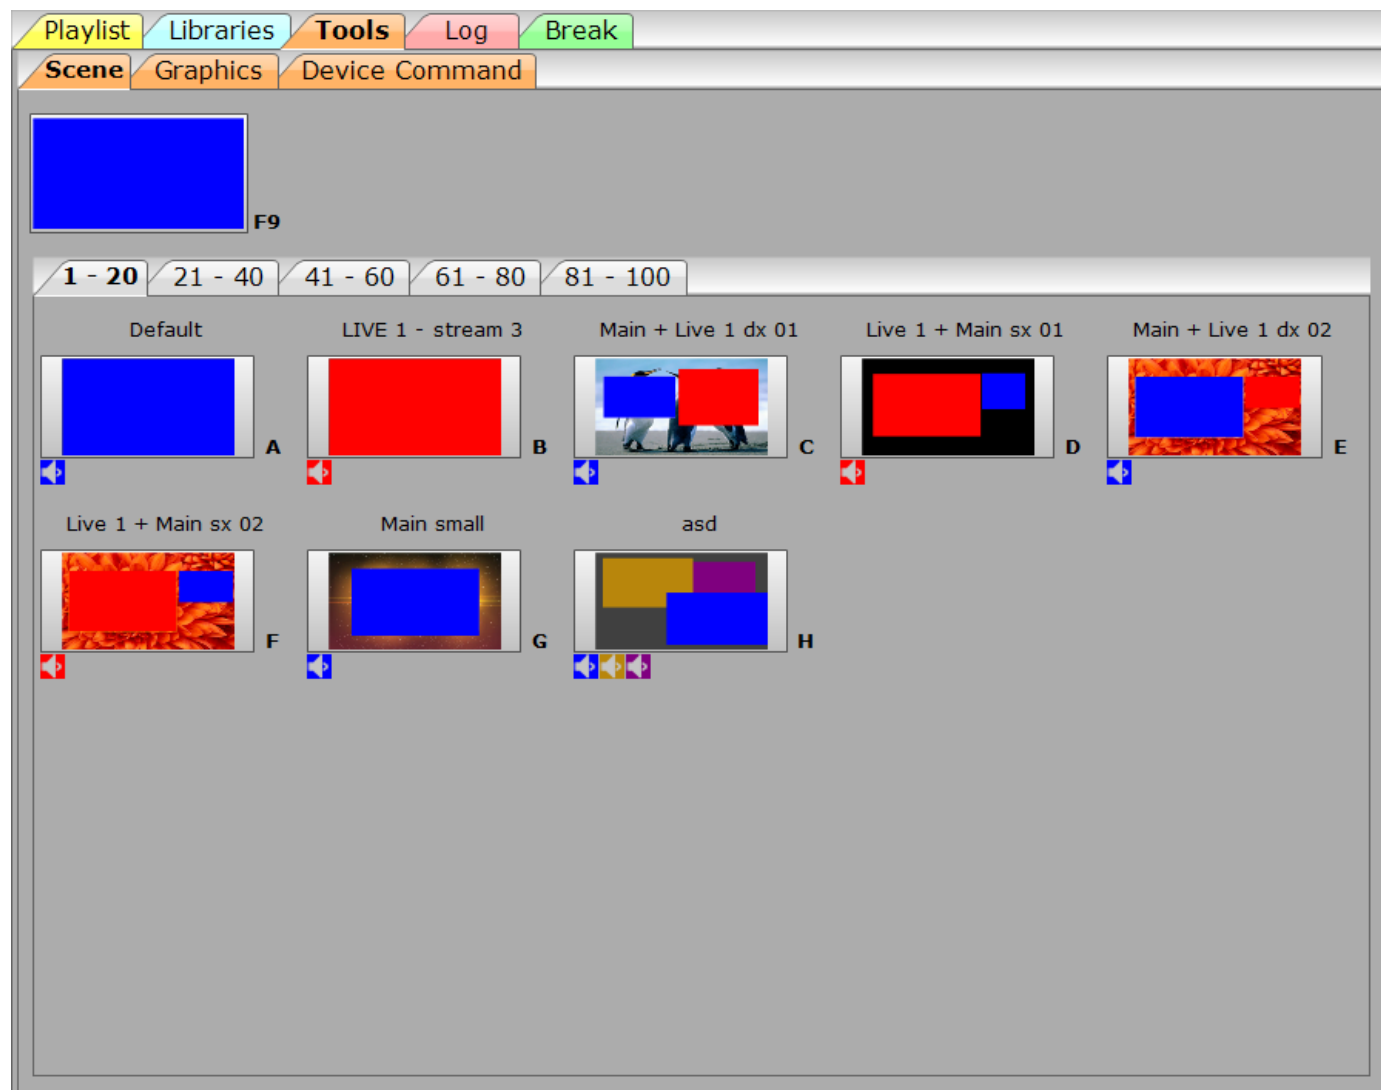 Playlist Libraries Tools Log Break
Scene Graphics Device Command
F9
1 - 20 21 - 40 41 - 60 61 - 80 81 - 100
Default LIVE 1 - stream 3 Main + Live 1 dx 01 Live 1 + Main sx 01 Main + Live 1 dx 02
A B C D E
Live 1 + Main sx 02 Main small asd
F G H